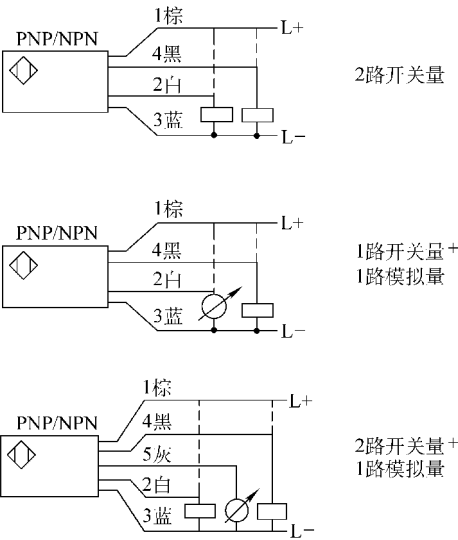 1棕
L+
PNP/NPN
4黑
2路开关量
2白
3蓝
L−
1棕
L+
PNP/NPN
4黑
1路开关量+
1路模拟量
2白
3蓝
L−
1棕
L+
PNP/NPN
4黑
2路开关量+
1路模拟量
5灰
2白
3蓝
L−